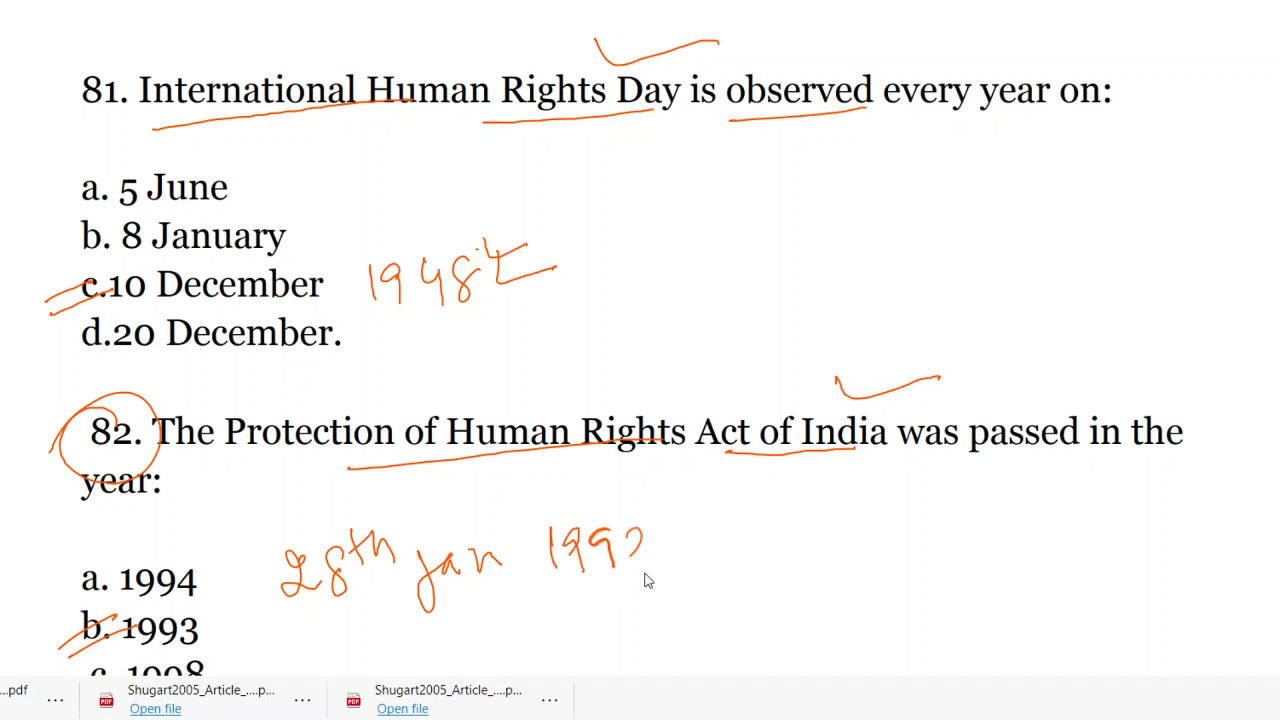 81. International Human Rights Day is observed every year on:
a. 5 June
b. 8 January
c.10 December 1948
d.20 December.
82. The Protection of Human Rights Act of India was passed in the
year:
28th Jan 199
a. 1994
b. 1993
c. 1998
...pdf ... Shugart2005_Article_....p... ... Shugart2005_Article_....p... ...
Open file Open file